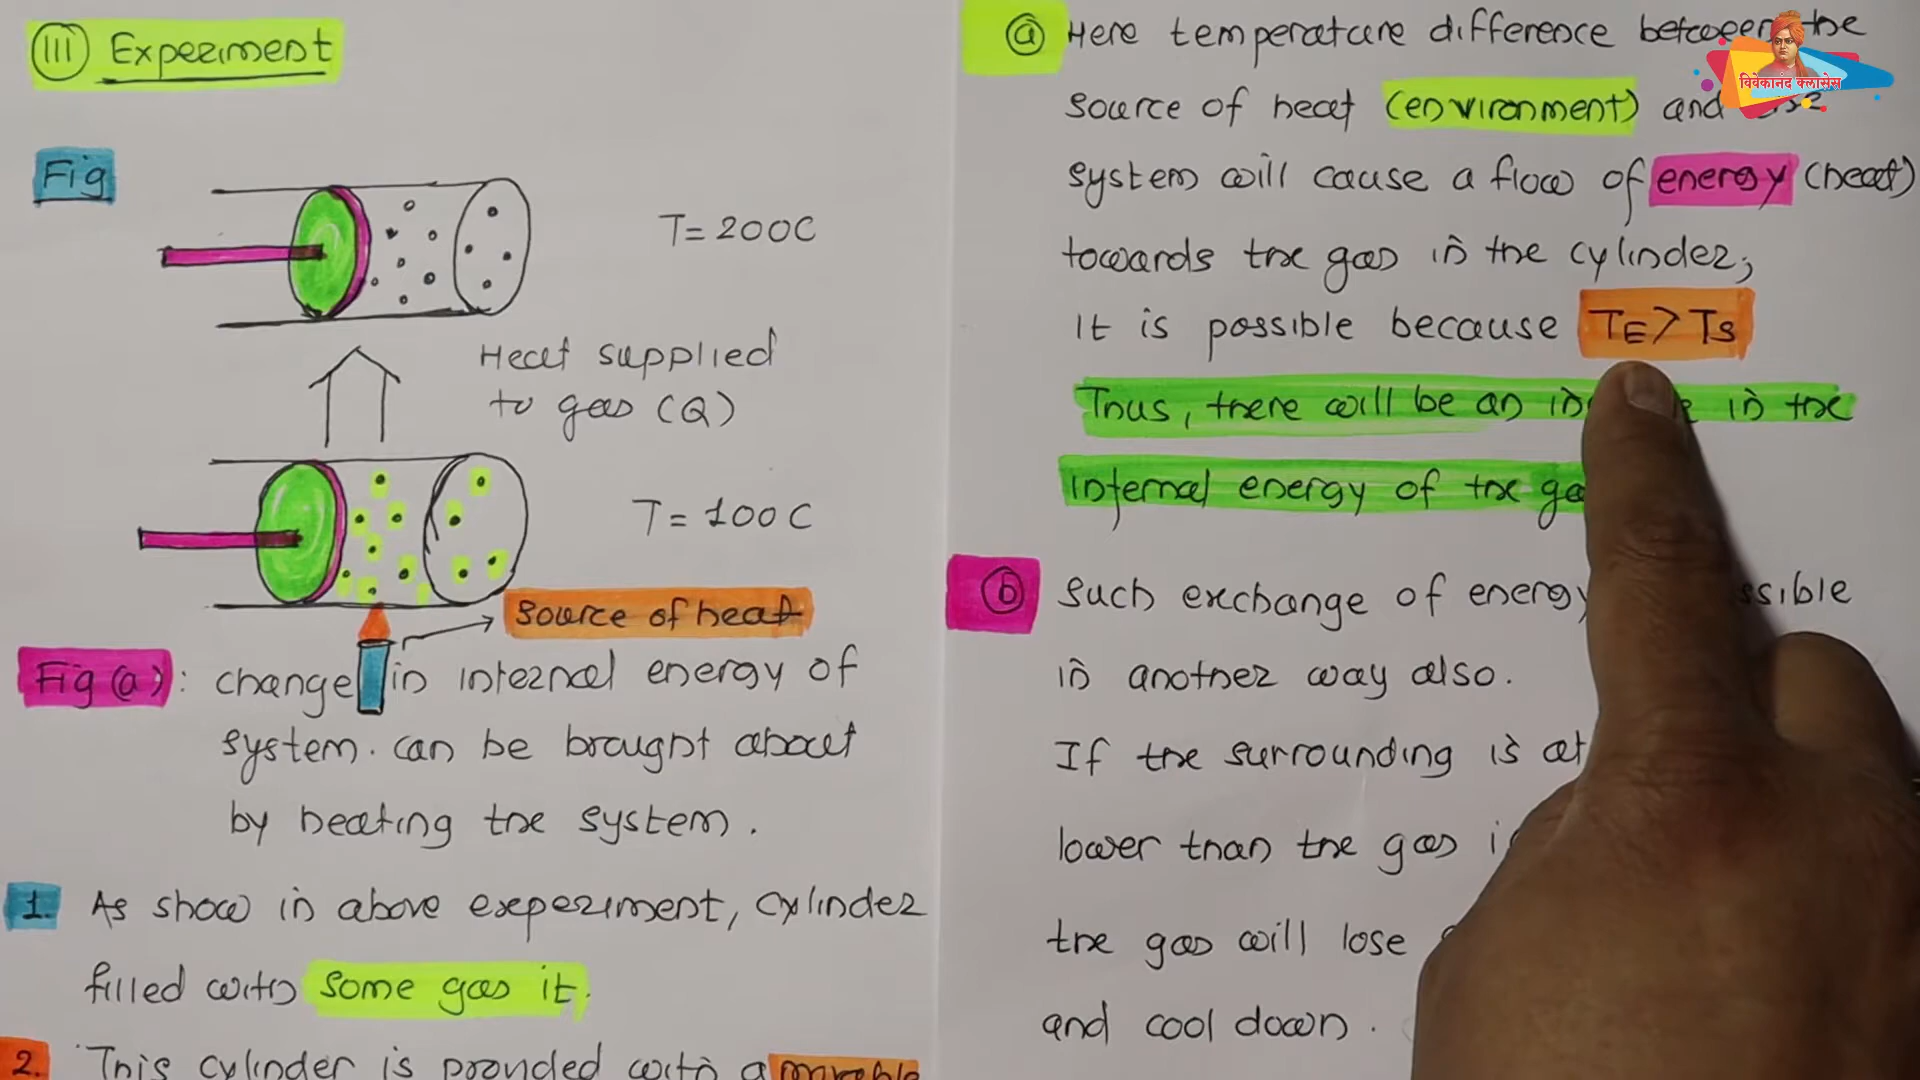 III Experiment
Fig
T = 200C
Heat supplied
to gas (Q)
T = 100C
source of heat
Fig (a) : change in internal energy of
system. can be brought about
by heating the system.
1. As show in above experiment, cylinder
filled with some gas it.
2. This cylinder is provided with a movable
a Here temperature difference between the
source of heat (environment) and
system will cause a flow of energy (heat)
towards the gas in the cylinder,
It is possible because TE > TS
Thus, there will be an in the
internal energy of the
b Such exchange of energy
in another way also.
If the surrounding is at
lower than the gas
the gas will lose
and cool down.
विवेकानंद क्लासेस